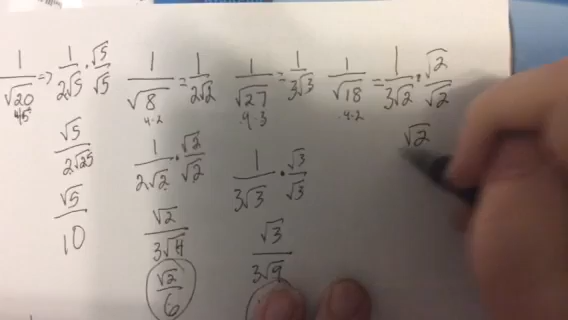 1/√20 => 1/2√5 · √5/√5
4·5
√5/2√25
√5/10
1/√8 = 1/2√2
4·2
1/2√2 · √2/√2
√2/3√4
√2/6
1/√27 = 1/3√3
9·3
1/3√3 · √3/√3
√3/3√9
1/√18 = 1/3√2 · √2/√2
9·2
√2